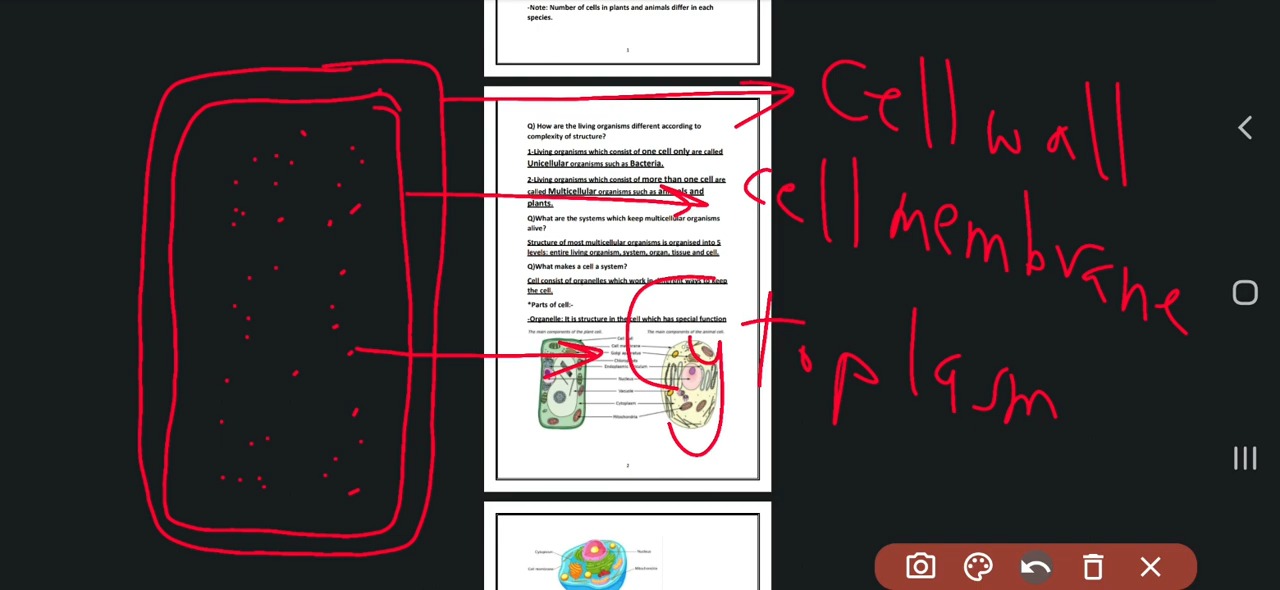 -Note: Number of cells in plants and animals differ in each
species.
1
Q) How are the living organisms different according to
complexity of structure?
1-Living organisms which consist of one cell only are called
Unicellular organisms such as Bacteria.
2-Living organisms which consist of more than one cell are
called Multicellular organisms such as animals and
plants.
Q)What are the systems which keep multicellular organisms
alive?
Structure of most multicellular organisms is organised into 5
levels: entire living organism, system, organ, tissue and cell.
Q)What makes a cell a system?
Cell consist of organelles which work in different ways to keep
the cell.
*Parts of cell:-
-Organelle: It is structure in the cell which has special function
The main components of the plant cell.
The main components of the animal cell.
Cell wall
Cell membrane
Golgi apparatus
Chloroplasts
Endoplasmic reticulum
Nucleus
Vacuole
Cytoplasm
Mitochondria
2
Cytoplasm
Nucleus
Cell membrane
Mitochondria
Cell wall
cell membrane
plasm